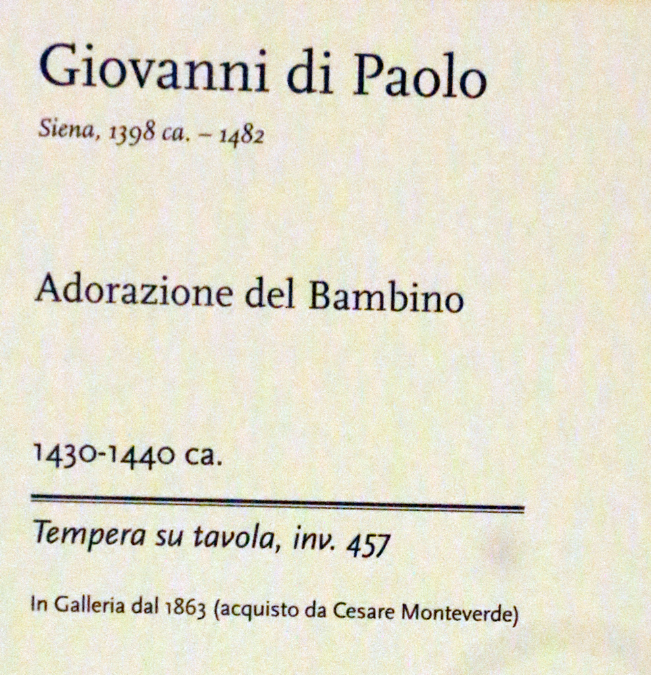 Giovanni di Paolo
Siena, 1398 ca. – 1482
Adorazione del Bambino
1430-1440 ca.
Tempera su tavola, inv. 457
In Galleria dal 1863 (acquisto da Cesare Monteverde)